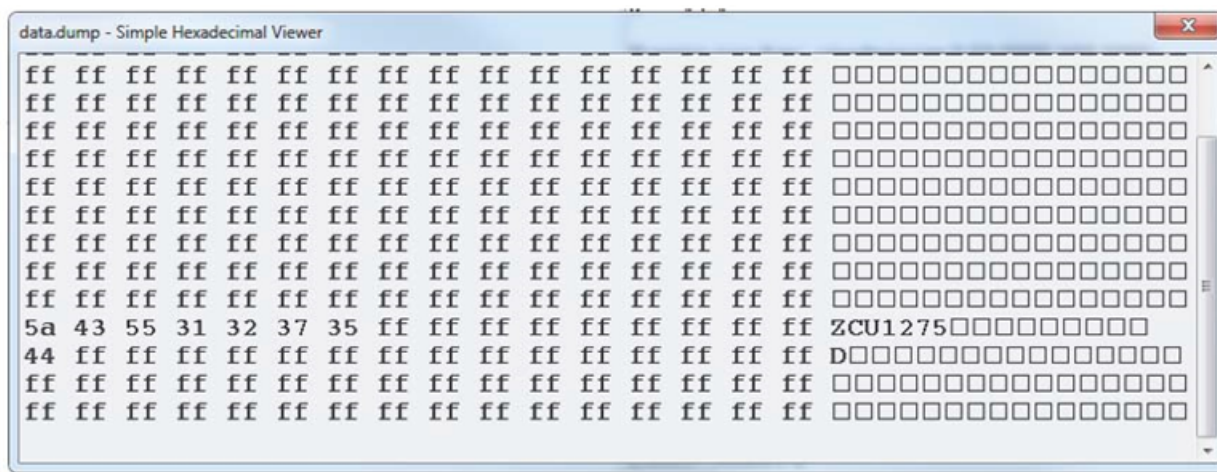 data.dump - Simple Hexadecimal Viewer
ff ff ff ff ff ff ff ff ff ff ff ff ff ff ff ff □□□□□□□□□□□□□□□□
ff ff ff ff ff ff ff ff ff ff ff ff ff ff ff ff □□□□□□□□□□□□□□□□
ff ff ff ff ff ff ff ff ff ff ff ff ff ff ff ff □□□□□□□□□□□□□□□□
ff ff ff ff ff ff ff ff ff ff ff ff ff ff ff ff □□□□□□□□□□□□□□□□
ff ff ff ff ff ff ff ff ff ff ff ff ff ff ff ff □□□□□□□□□□□□□□□□
ff ff ff ff ff ff ff ff ff ff ff ff ff ff ff ff □□□□□□□□□□□□□□□□
ff ff ff ff ff ff ff ff ff ff ff ff ff ff ff ff □□□□□□□□□□□□□□□□
ff ff ff ff ff ff ff ff ff ff ff ff ff ff ff ff □□□□□□□□□□□□□□□□
ff ff ff ff ff ff ff ff ff ff ff ff ff ff ff ff □□□□□□□□□□□□□□□□
5a 43 55 31 32 37 35 ff ff ff ff ff ff ff ff ff ZCU1275□□□□□□□□□
44 ff ff ff ff ff ff ff ff ff ff ff ff ff ff ff D□□□□□□□□□□□□□□□
ff ff ff ff ff ff ff ff ff ff ff ff ff ff ff ff □□□□□□□□□□□□□□□□
ff ff ff ff ff ff ff ff ff ff ff ff ff ff ff ff □□□□□□□□□□□□□□□□